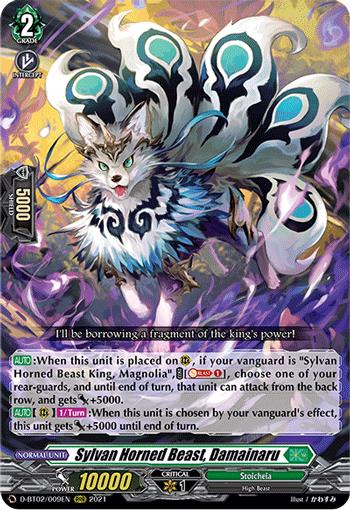 2
GRADE
INTERCEPT
5000
SHIELD
I'll be borrowing a fragment of the king's power!
AUTO:When this unit is placed on , if your vanguard is "Sylvan
Horned Beast King, Magnolia", [ BLAST 1], choose one of your
rear-guards, and until end of turn, that unit can attack from the back
row, and gets +5000.
AUTO[ 1/Turn]:When this unit is chosen by your vanguard's effect,
this unit gets +5000 until end of turn.
NORMAL UNIT
Sylvan Horned Beast, Damainaru
POWER 10000
CRITICAL
1
Stoicheia
High Beast
D-BT02/009EN RRR 2021
Illust / かわすみ